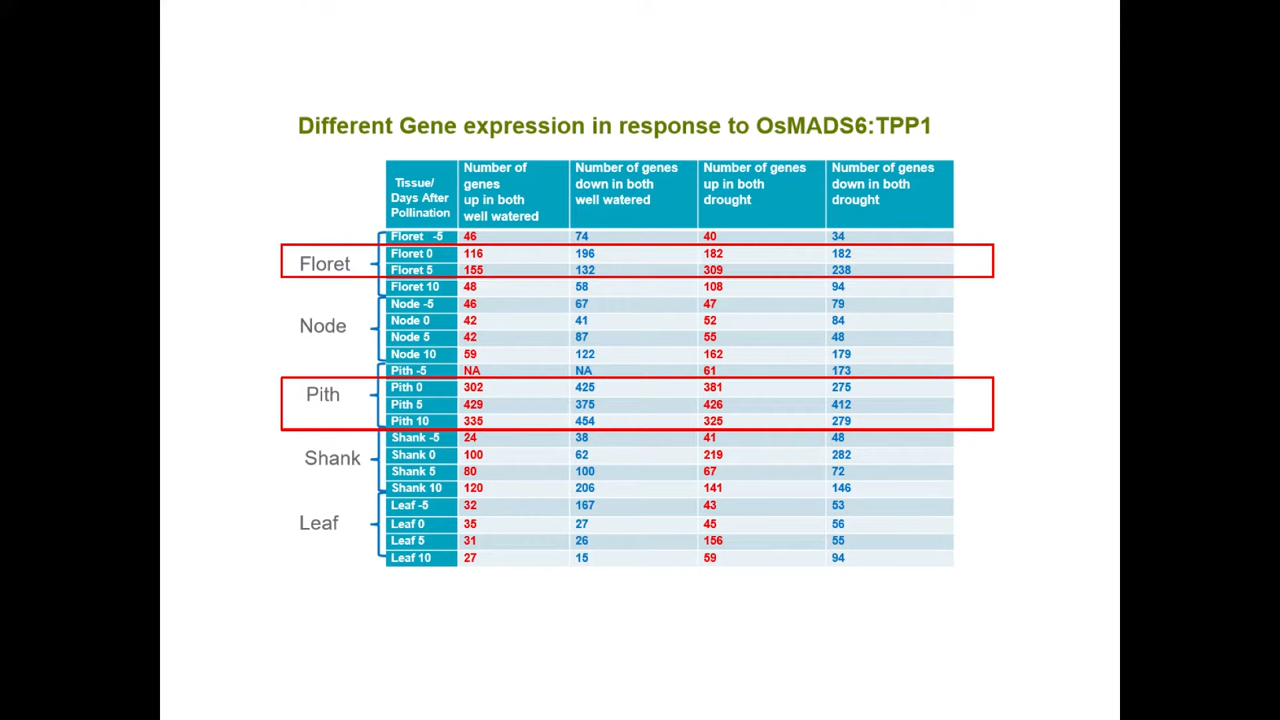 Different Gene expression in response to OsMADS6:TPP1
Tissue/
Days After
Pollination
Number of
genes
up in both
well watered
Number of genes
down in both
well watered
Number of genes
up in both
drought
Number of genes
down in both
drought
Floret
Floret -5 46 74 40 34
Floret 0 116 196 182 182
Floret 5 155 132 309 238
Floret 10 48 58 108 94
Node
Node -5 46 67 47 79
Node 0 42 41 52 84
Node 5 42 87 55 48
Node 10 59 122 162 179
Pith
Pith -5 NA NA 61 173
Pith 0 302 425 381 275
Pith 5 429 375 426 412
Pith 10 335 454 325 279
Shank
Shank -5 24 38 41 48
Shank 0 100 62 219 282
Shank 5 80 100 67 72
Shank 10 120 206 141 146
Leaf
Leaf -5 32 167 43 53
Leaf 0 35 27 45 56
Leaf 5 31 26 156 55
Leaf 10 27 15 59 94